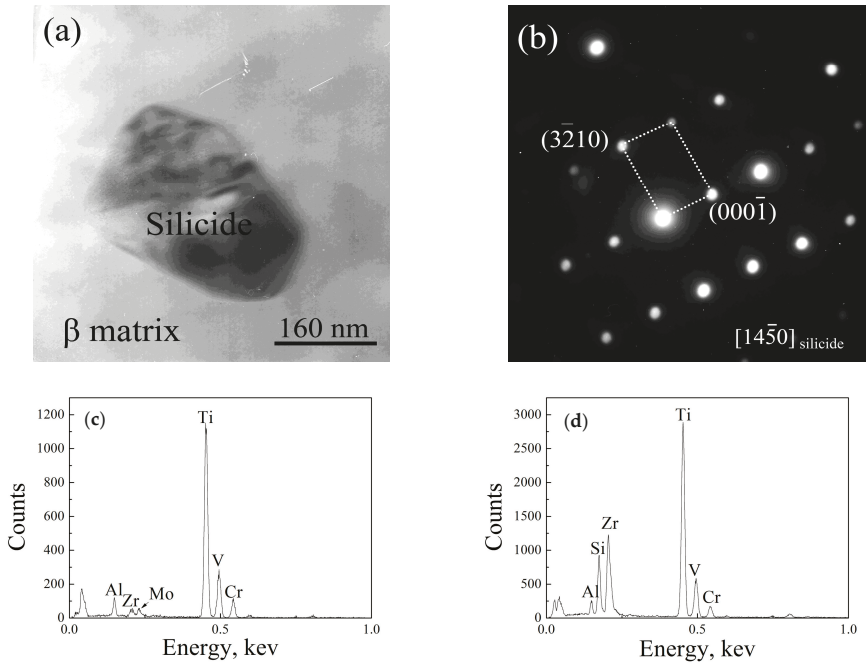 (a)
Silicide
β matrix
160 nm
(b)
(32̅10)
(0001̅)
[145̅0] silicide
(c)
Counts
1200
1000
800
600
400
200
0
Al
Zr
Mo
Ti
V
Cr
0.0
0.5
1.0
Energy, kev
(d)
Counts
3000
2500
2000
1500
1000
500
0
Al
Si
Zr
Ti
V
Cr
0.0
0.5
1.0
Energy, kev